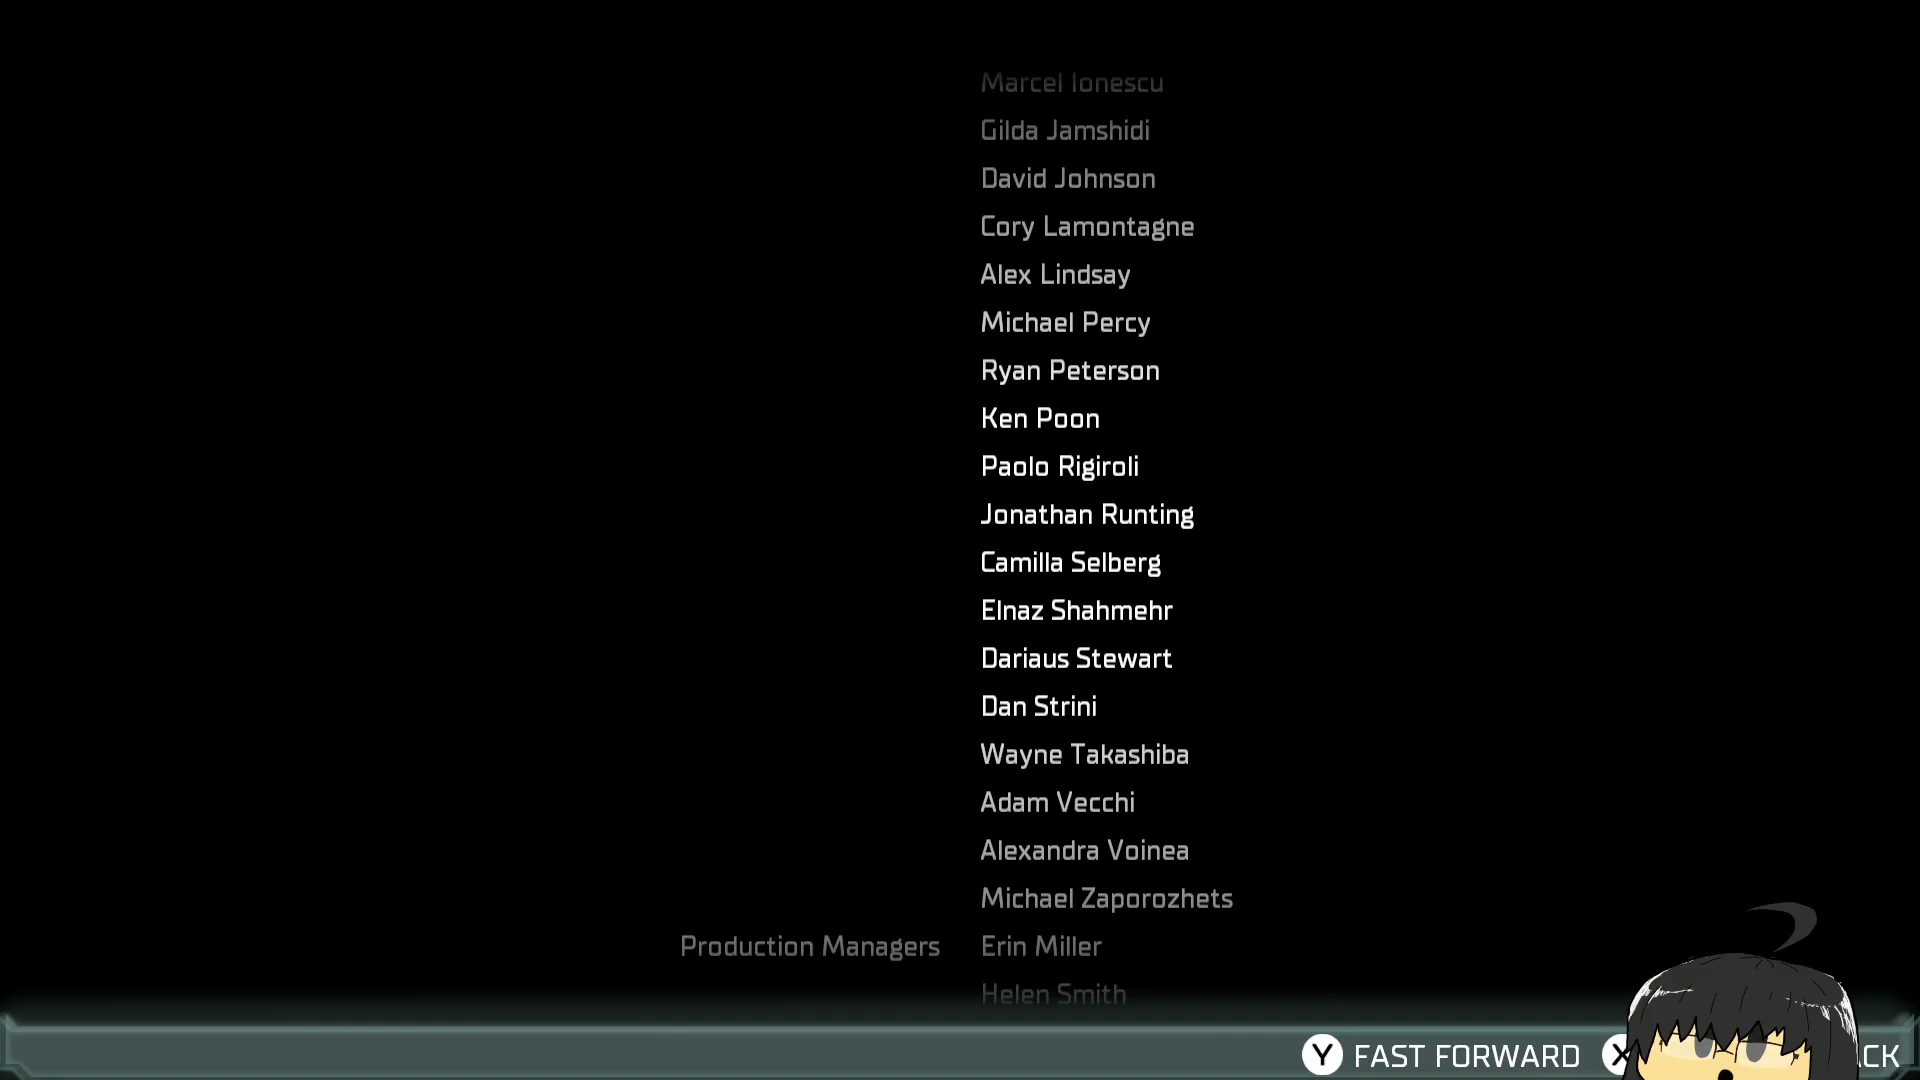 Marcel Ionescu
Gilda Jamshidi
David Johnson
Cory Lamontagne
Alex Lindsay
Michael Percy
Ryan Peterson
Ken Poon
Paolo Rigiroli
Jonathan Runting
Camilla Selberg
Elnaz Shahmehr
Dariaus Stewart
Dan Strini
Wayne Takashiba
Adam Vecchi
Alexandra Voinea
Michael Zaporozhets
Production Managers Erin Miller
Helen Smith
Y FAST FORWARD X CK